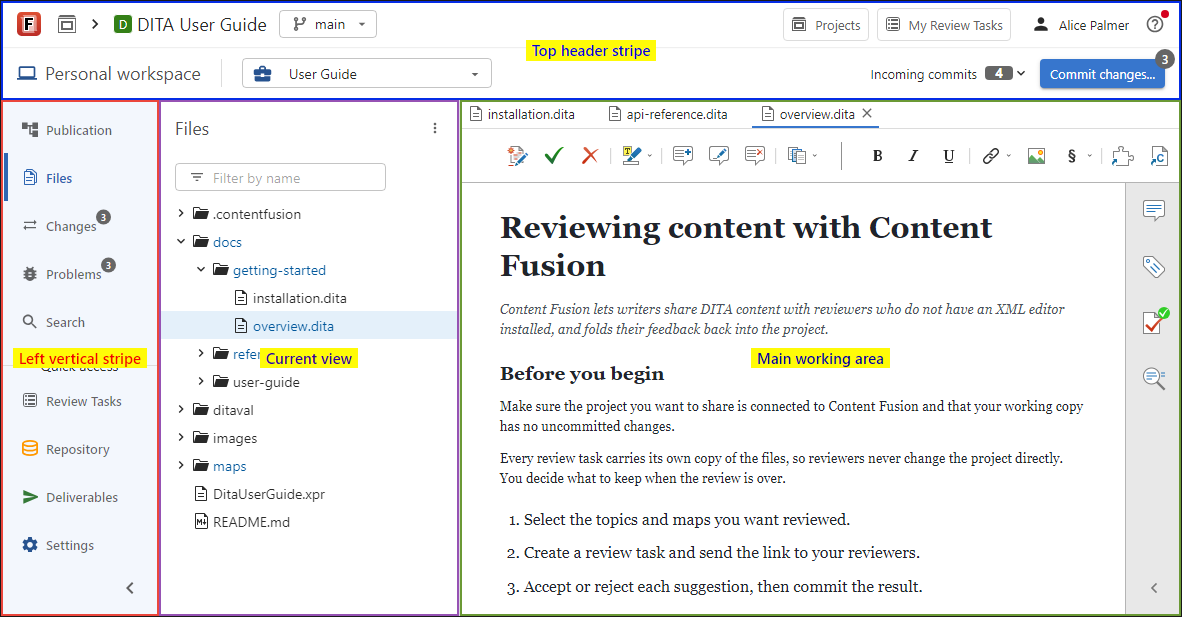 F
D DITA User Guide
main
Projects
My Review Tasks
Alice Palmer
Top header stripe
Personal workspace
User Guide
Incoming commits 4
Commit changes...
3
Publication
Files
Changes 3
Problems 3
Search
Left vertical stripe
Quick access
Review Tasks
Repository
Deliverables
Settings
Files
Filter by name
.contentfusion
docs
getting-started
installation.dita
overview.dita
Current view
user-guide
ditaval
images
maps
DitaUserGuide.xpr
README.md
installation.dita
api-reference.dita
overview.dita
B I U §
Reviewing content with Content
Fusion
Content Fusion lets writers share DITA content with reviewers who do not have an XML editor
installed, and folds their feedback back into the project.
Main working area
Before you begin
Make sure the project you want to share is connected to Content Fusion and that your working copy
has no uncommitted changes.
Every review task carries its own copy of the files, so reviewers never change the project directly.
You decide what to keep when the review is over.
1. Select the topics and maps you want reviewed.
2. Create a review task and send the link to your reviewers.
3. Accept or reject each suggestion, then commit the result.